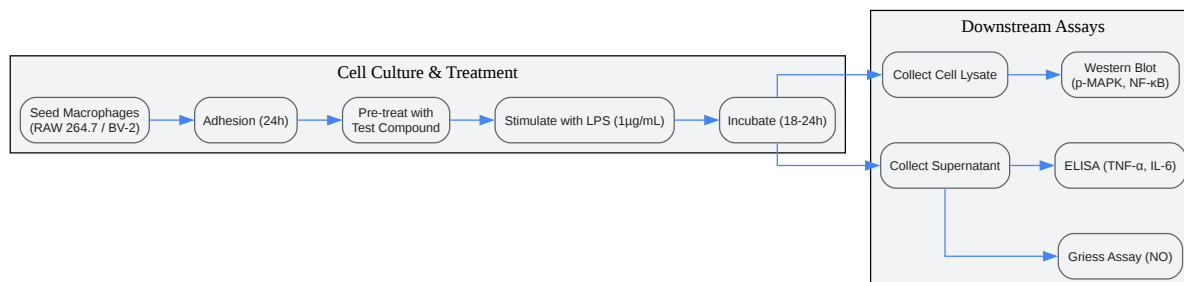 Cell Culture & Treatment
Seed Macrophages
(RAW 264.7 / BV-2)
Adhesion (24h)
Pre-treat with
Test Compound
Stimulate with LPS (1μg/mL)
Incubate (18-24h)
Downstream Assays
Collect Cell Lysate
Western Blot
(p-MAPK, NF-κB)
Collect Supernatant
ELISA (TNF-α, IL-6)
Griess Assay (NO)